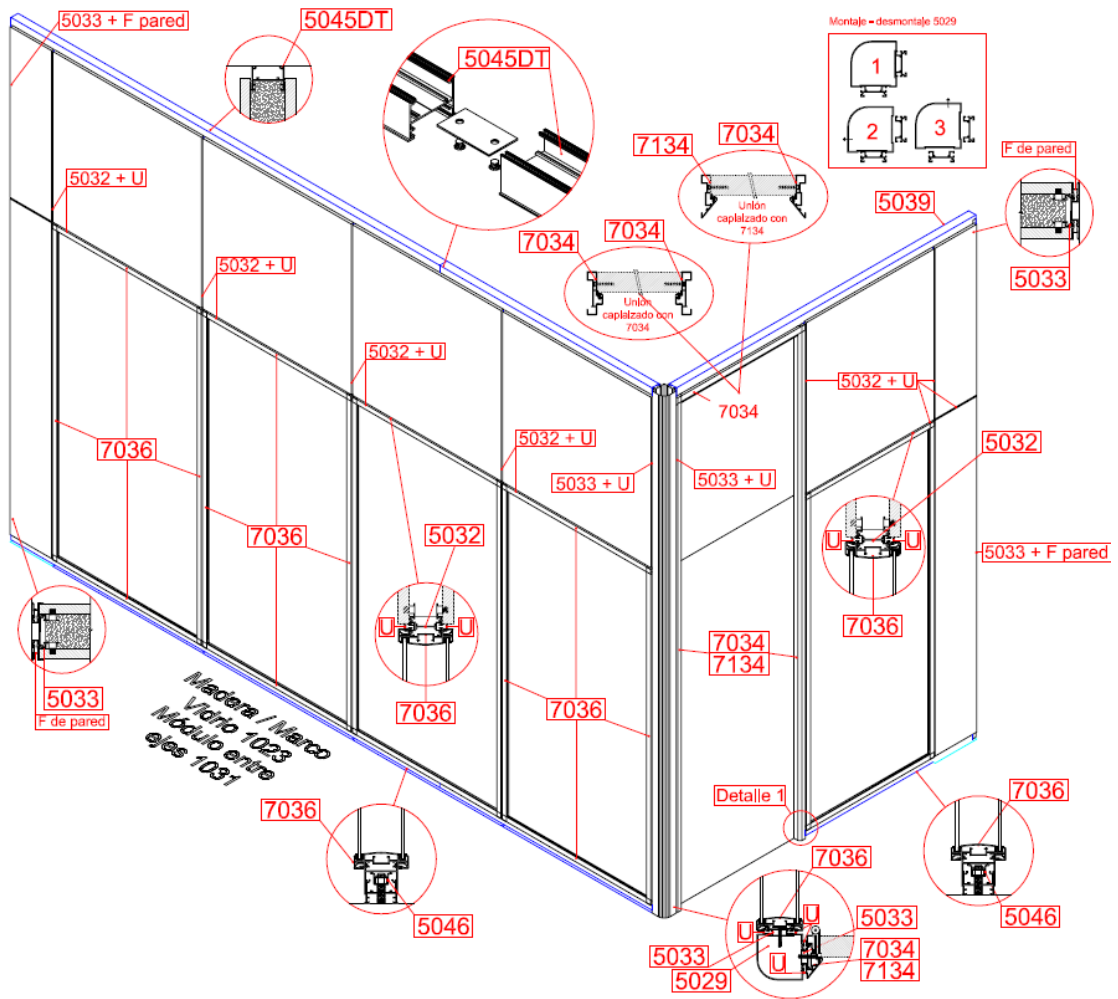 5033 + F pared
5045DT
5045DT
Montaje - desmontaje 5029
1
2
3
7134
7034
Unión
capialzado con
7134
7034
7034
Unión
capialzado con
7034
5039
F de pared
5033
5032 + U
5032 + U
5032 + U
5032 + U
5033 + U
5033 + U
7034
5032 + U
5032
7036
7036
5032
U
U
7036
7036
7034
7134
U
U
7036
5033 + F pared
5033
F de pared
Madera / Marco
Vidrio 1023
Módulo entre
ejes 1031
7036
5046
Detalle 1
7036
5046
7036
U
U
5033
5033
5029
U
7034
7134